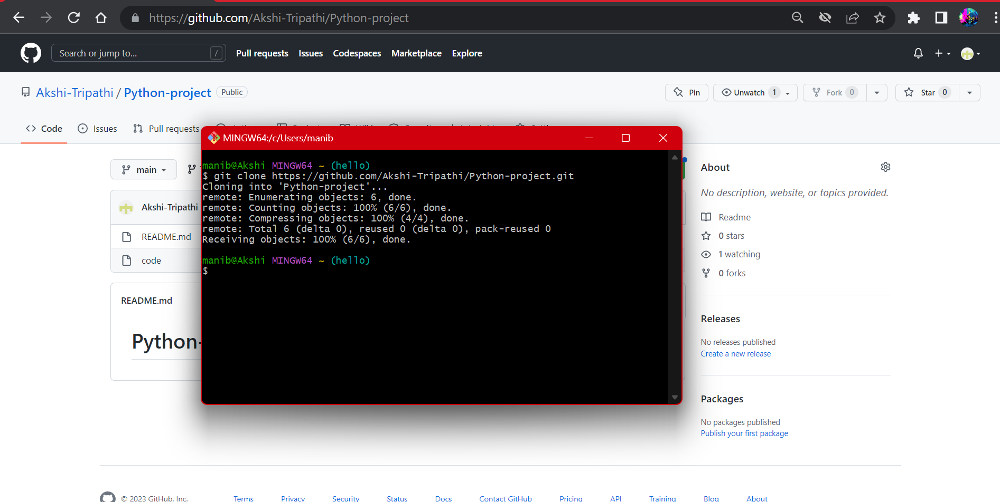 https://github.com/Akshi-Tripathi/Python-project
Search or jump to... /
Pull requests Issues Codespaces Marketplace Explore
Akshi-Tripathi / Python-project Public
Pin
Unwatch 1
Fork 0
Star 0
Code Issues Pull requests
MINGW64:/c/Users/manib
manib@Akshi MINGW64 ~ (hello)
$ git clone https://github.com/Akshi-Tripathi/Python-project.git
Cloning into 'Python-project'...
remote: Enumerating objects: 6, done.
remote: Counting objects: 100% (6/6), done.
remote: Compressing objects: 100% (4/4), done.
remote: Total 6 (delta 0), reused 0 (delta 0), pack-reused 0
Receiving objects: 100% (6/6), done.
manib@Akshi MINGW64 ~ (hello)
$
main
Akshi-Tripathi
README.md
code
README.md
Python-
About
No description, website, or topics provided.
Readme
0 stars
1 watching
0 forks
Releases
No releases published
Create a new release
Packages
No packages published
Publish your first package
© 2023 GitHub, Inc. Terms Privacy Security Status Docs Contact GitHub Pricing API Training Blog About